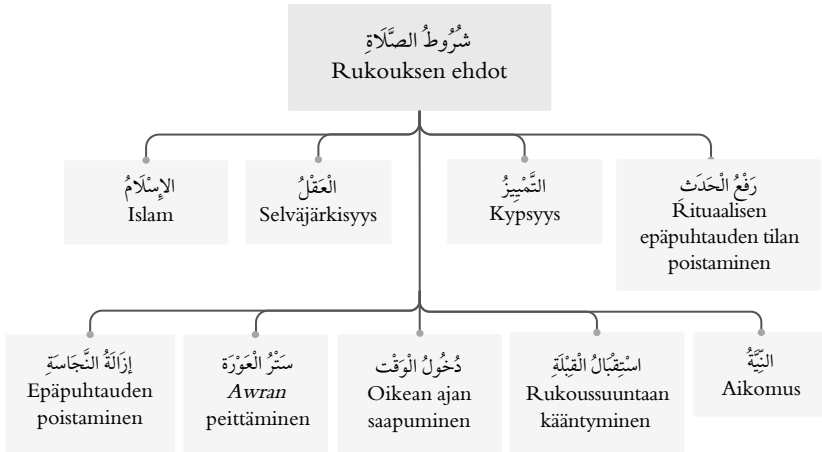 شُرُوطُ الصَّلَاةِ
Rukouksen ehdot
الإِسْلَامُ
Islam
الْعَقْلُ
Selväjärkisyys
التَّمْيِيزُ
Kypsyys
رَفْعُ الْحَدَثِ
Rituaalisen
epäpuhtauden tilan
poistaminen
إِزَالَةُ النَّجَاسَةِ
Epäpuhtauden
poistaminen
سَتْرُ الْعَوْرَة
Awran
peittäminen
دُخُولُ الْوَقْت
Oikean ajan
saapuminen
اسْتِقْبَالُ الْقِبْلَةِ
Rukoussuuntaan
kääntyminen
النِّيَّةُ
Aikomus